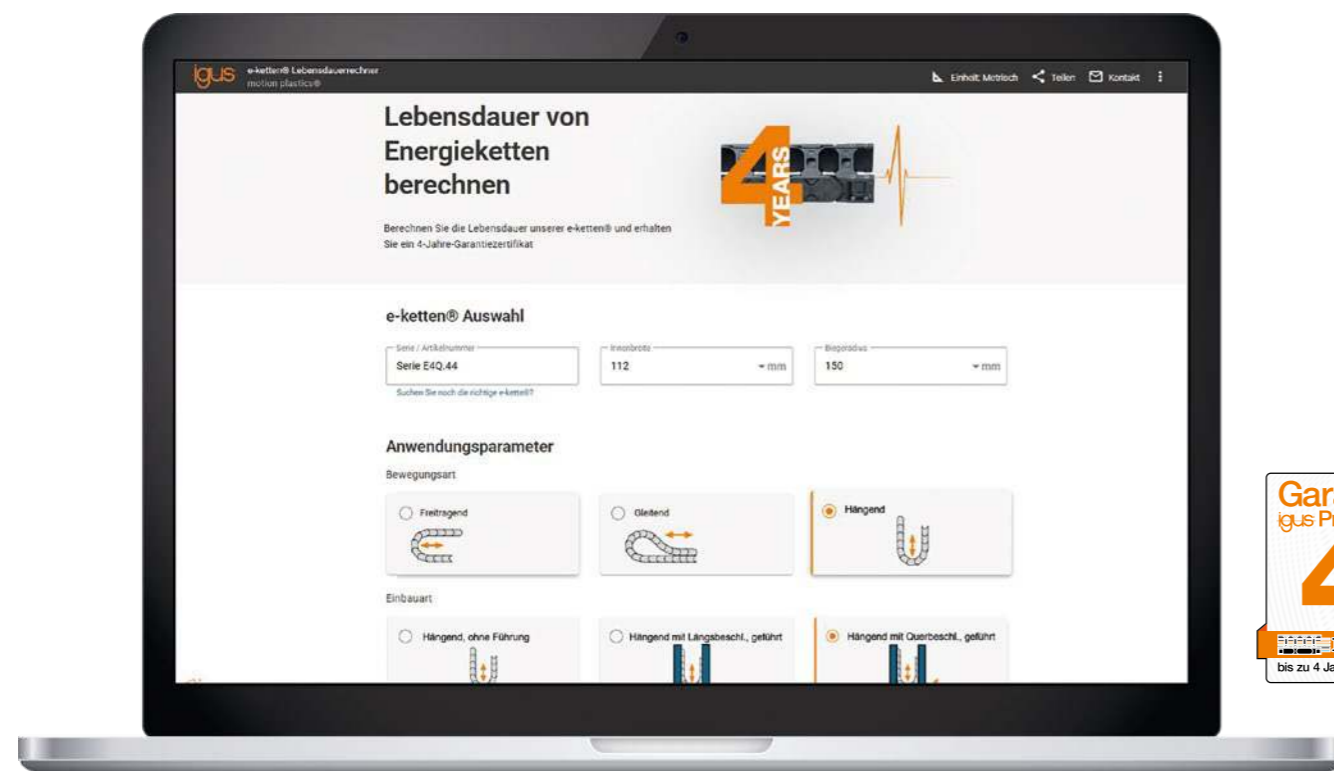 igus
e-ketten® Lebensdauerrechner
motion plastics®
Einheit: Metrisch
Teilen
Kontakt
Lebensdauer von
Energieketten
berechnen
4
YEARS
Berechnen Sie die Lebensdauer unserer e-ketten® und erhalten
Sie ein 4-Jahre-Garantiezertifikat
e-ketten® Auswahl
Serie / Artikelnummer
Serie E4Q.44
Innenbreite
112
mm
Biegeradius
150
mm
Suchen Sie noch die richtige e-kette®?
Anwendungsparameter
Bewegungsart
Freitragend
Gleitend
Hängend
Einbauart
Hängend, ohne Führung
Hängend mit Längsbeschl., geführt
Hängend mit Querbeschl., geführt
igus
4
bis zu 4